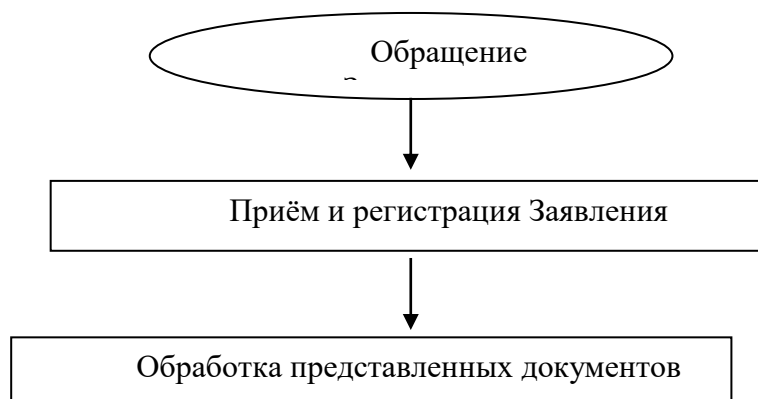 Обращение
Приём и регистрация Заявления
Обработка представленных документов